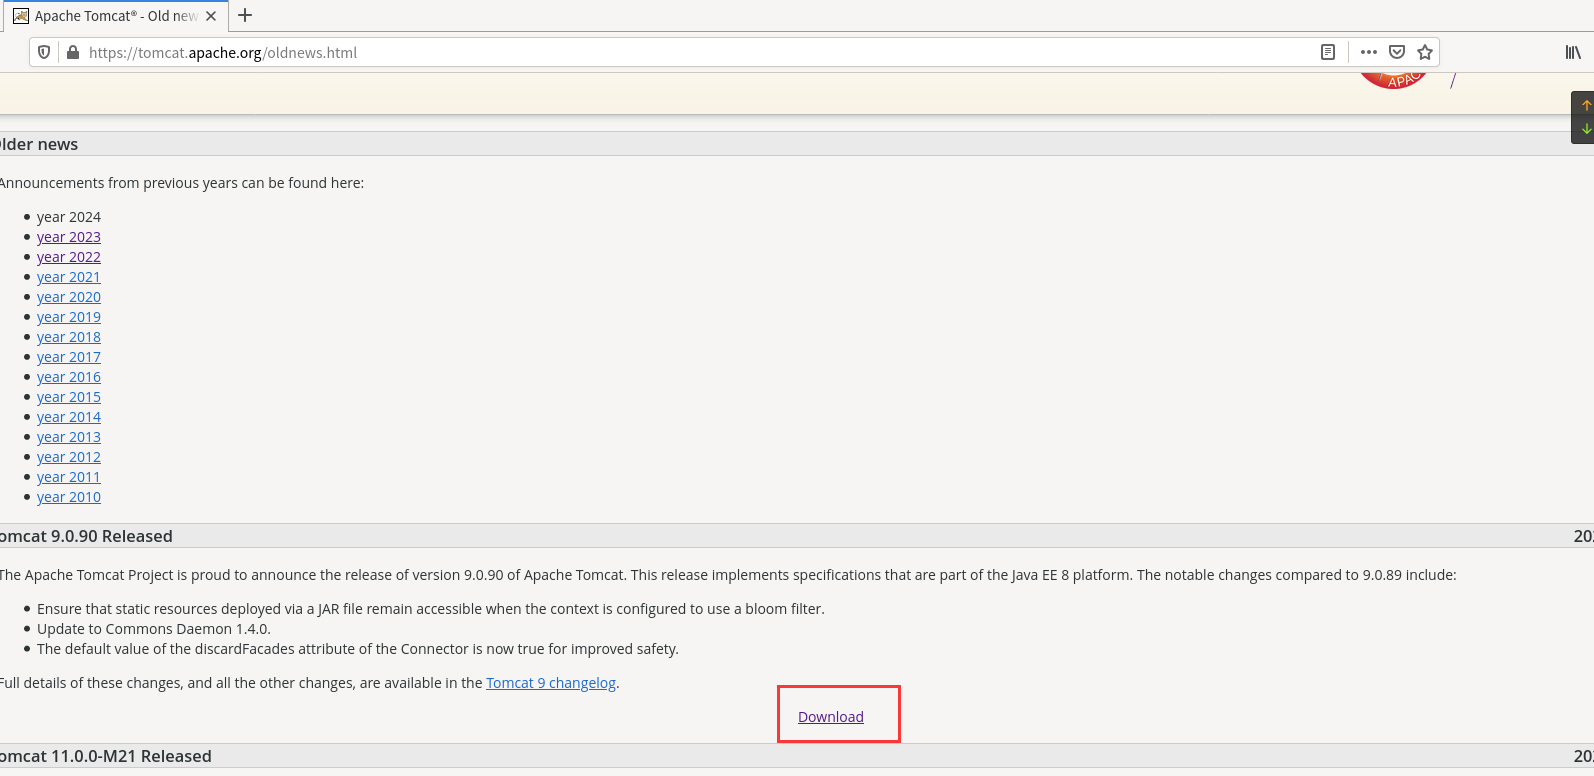 Apache Tomcat® - Old new
https://tomcat.apache.org/oldnews.html
APAC
lder news
Announcements from previous years can be found here:
year 2024
year 2023
year 2022
year 2021
year 2020
year 2019
year 2018
year 2017
year 2016
year 2015
year 2014
year 2013
year 2012
year 2011
year 2010
omcat 9.0.90 Released 20
The Apache Tomcat Project is proud to announce the release of version 9.0.90 of Apache Tomcat. This release implements specifications that are part of the Java EE 8 platform. The notable changes compared to 9.0.89 include:
Ensure that static resources deployed via a JAR file remain accessible when the context is configured to use a bloom filter.
Update to Commons Daemon 1.4.0.
The default value of the discardFacades attribute of the Connector is now true for improved safety.
Full details of these changes, and all the other changes, are available in the Tomcat 9 changelog.
Download
omcat 11.0.0-M21 Released 20